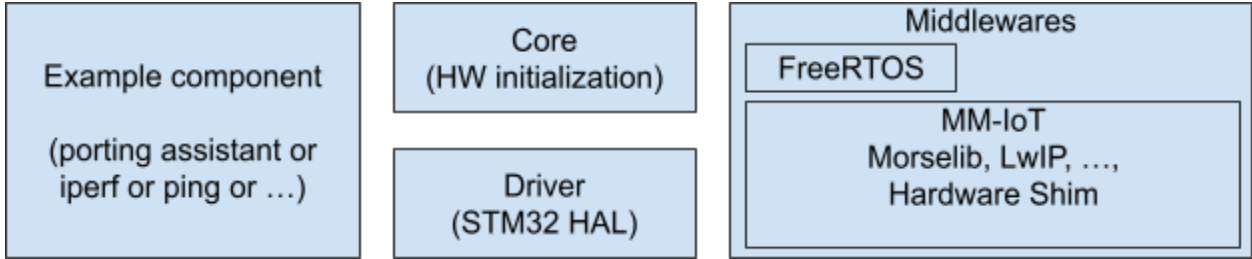 Example component
(porting assistant or
iperf or ping or …)
Core
(HW initialization)
Driver
(STM32 HAL)
Middlewares
FreeRTOS
MM-IoT
Morselib, LwIP, …,
Hardware Shim